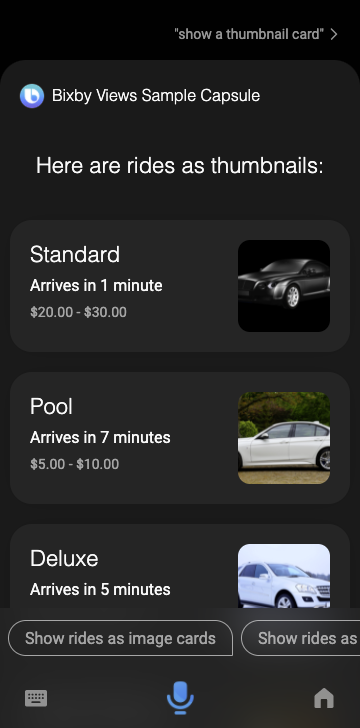 "show a thumbnail card"
Bixby Views Sample Capsule
Here are rides as thumbnails:
Standard
Arrives in 1 minute
$20.00 - $30.00
Pool
Arrives in 7 minutes
$5.00 - $10.00
Deluxe
Arrives in 5 minutes
Show rides as image cards
Show rides as